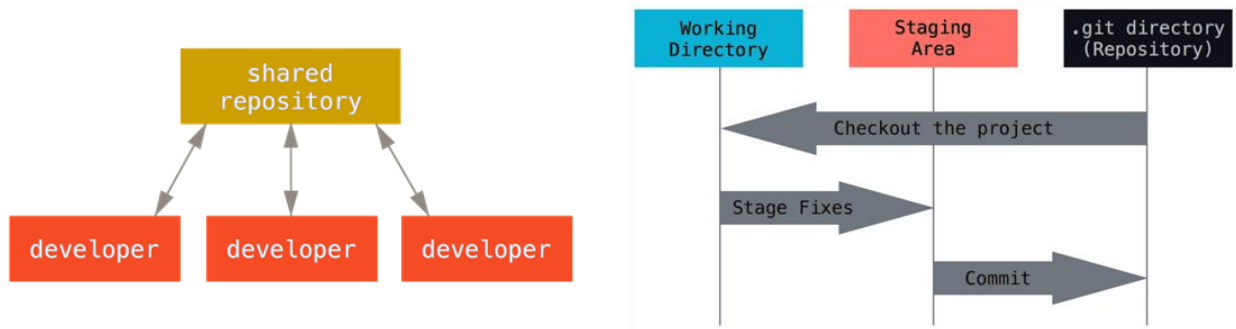 shared
repository
developer
developer
developer
Working
Directory
Staging
Area
.git directory
(Repository)
Checkout the project
Stage Fixes
Commit